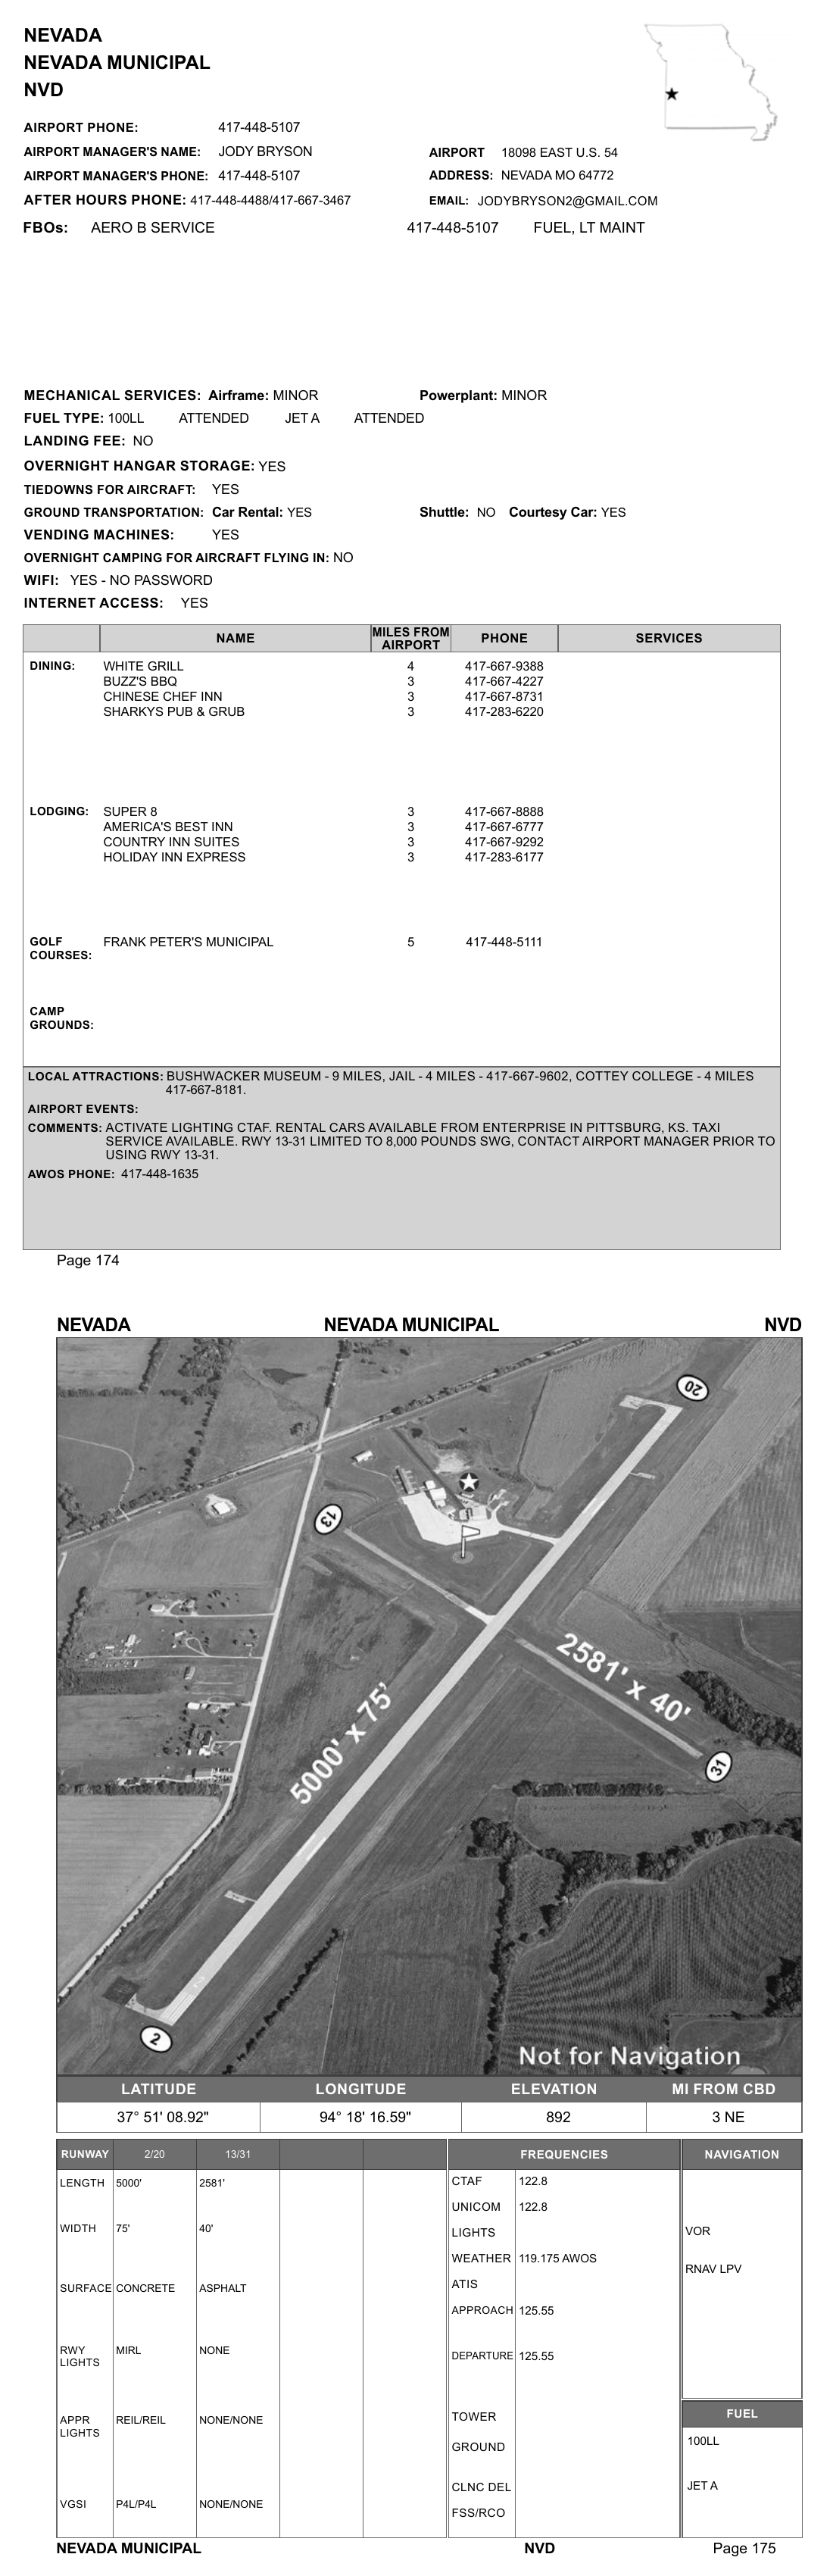 NEVADA
NEVADA MUNICIPAL
NVD
AIRPORT PHONE: 417-448-5107
AIRPORT MANAGER'S NAME: JODY BRYSON AIRPORT 18098 EAST U.S. 54
AIRPORT MANAGER'S PHONE: 417-448-5107 ADDRESS: NEVADA MO 64772
AFTER HOURS PHONE: 417-448-4488/417-667-3467 EMAIL: JODYBRYSON2@GMAIL.COM
FBOs: AERO B SERVICE 417-448-5107 FUEL, LT MAINT
MECHANICAL SERVICES: Airframe: MINOR Powerplant: MINOR
FUEL TYPE: 100LL ATTENDED JET A ATTENDED
LANDING FEE: NO
OVERNIGHT HANGAR STORAGE: YES
TIEDOWNS FOR AIRCRAFT: YES
GROUND TRANSPORTATION: Car Rental: YES Shuttle: NO Courtesy Car: YES
VENDING MACHINES: YES
OVERNIGHT CAMPING FOR AIRCRAFT FLYING IN: NO
WIFI: YES - NO PASSWORD
INTERNET ACCESS: YES
NAME MILES FROM AIRPORT PHONE SERVICES
DINING: WHITE GRILL 4 417-667-9388
BUZZ'S BBQ 3 417-667-4227
CHINESE CHEF INN 3 417-667-8731
SHARKYS PUB & GRUB 3 417-283-6220
LODGING: SUPER 8 3 417-667-8888
AMERICA'S BEST INN 3 417-667-6777
COUNTRY INN SUITES 3 417-667-9292
HOLIDAY INN EXPRESS 3 417-283-6177
GOLF COURSES: FRANK PETER'S MUNICIPAL 5 417-448-5111
CAMP GROUNDS:
LOCAL ATTRACTIONS: BUSHWACKER MUSEUM - 9 MILES, JAIL - 4 MILES - 417-667-9602, COTTEY COLLEGE - 4 MILES
417-667-8181.
AIRPORT EVENTS:
COMMENTS: ACTIVATE LIGHTING CTAF. RENTAL CARS AVAILABLE FROM ENTERPRISE IN PITTSBURG, KS. TAXI
SERVICE AVAILABLE. RWY 13-31 LIMITED TO 8,000 POUNDS SWG, CONTACT AIRPORT MANAGER PRIOR TO
USING RWY 13-31.
AWOS PHONE: 417-448-1635
Page 174
NEVADA NEVADA MUNICIPAL NVD
20
13
2581' x 40'
5000' x 75'
31
2
Not for Navigation
LATITUDE LONGITUDE ELEVATION MI FROM CBD
37° 51' 08.92" 94° 18' 16.59" 892 3 NE
RUNWAY 2/20 13/31
LENGTH 5000' 2581'
WIDTH 75' 40'
SURFACE CONCRETE ASPHALT
RWY LIGHTS MIRL NONE
APPR LIGHTS REIL/REIL NONE/NONE
VGSI P4L/P4L NONE/NONE
FREQUENCIES
CTAF 122.8
UNICOM 122.8
LIGHTS
WEATHER 119.175 AWOS
ATIS
APPROACH 125.55
DEPARTURE 125.55
TOWER
GROUND
CLNC DEL
FSS/RCO
NAVIGATION
VOR
RNAV LPV
FUEL
100LL
JET A
NEVADA MUNICIPAL NVD Page 175